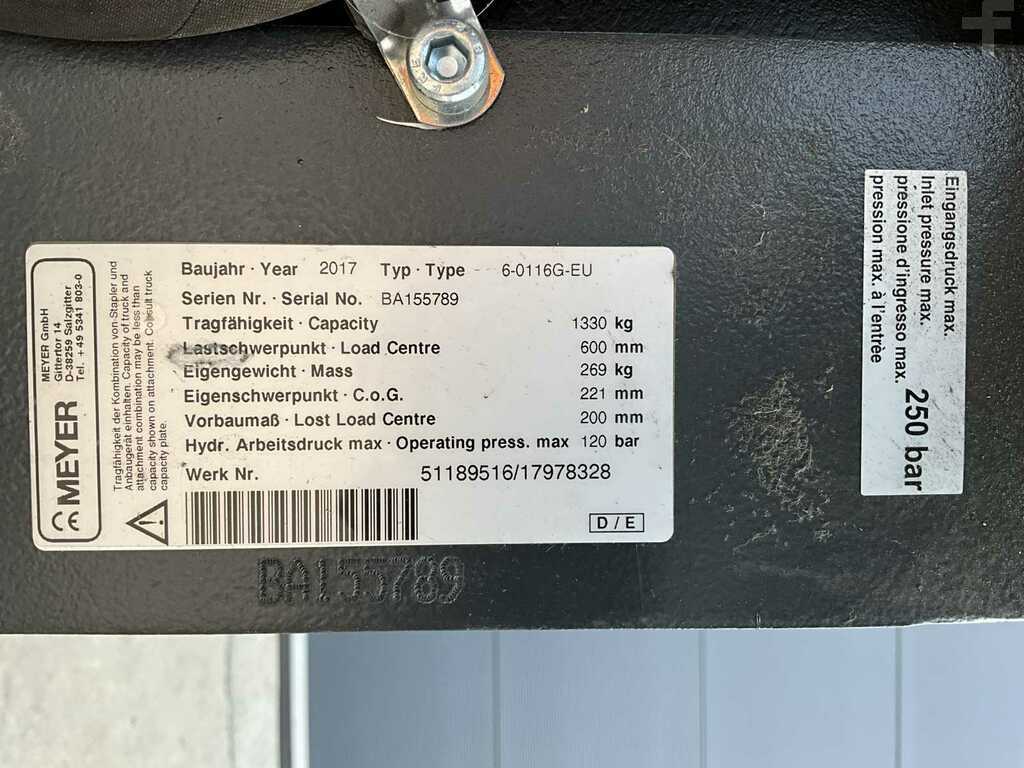 MEYER
MEYER GmbH
Gittertor 14
D-38259 Salzgitter
Tel. +49 5341 803-0
Tragfähigkeit der Kombination von Stapler und
Anbaugerät einhalten. Capacity of truck and
attachment combination may be less than
capacity shown on attachment. Consult truck
capacity plate.
Baujahr · Year 2017 Typ · Type 6-0116G-EU
Serien Nr. · Serial No. BA155789
Tragfähigkeit · Capacity 1330 kg
Lastschwerpunkt · Load Centre 600 mm
Eigengewicht · Mass 269 kg
Eigenschwerpunkt · C.o.G. 221 mm
Vorbaumaß · Lost Load Centre 200 mm
Hydr. Arbeitsdruck max · Operating press. max 120 bar
Werk Nr. 51189516/17978328
D / E
BA155789
Eingangsdruck max.
Inlet pressure max.
pressione d'ingresso max.
pression max. à l'entrèe
250 bar